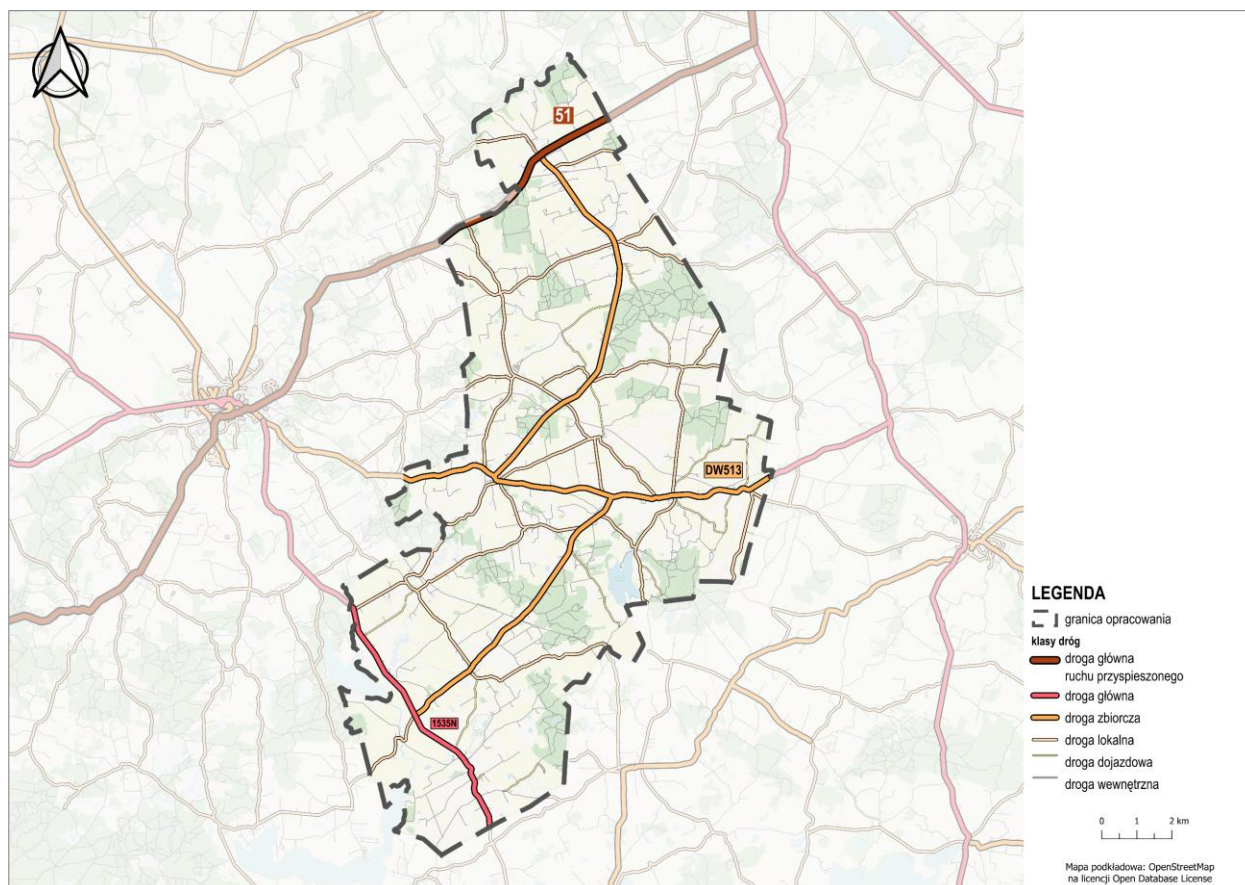 51
DW513
1535N
LEGENDA
granica opracowania
klasy dróg
droga główna
ruchu przyspieszonego
droga główna
droga zbiorcza
droga lokalna
droga dojazdowa
droga wewnętrzna
0 1 2 km
Mapa podkładowa: OpenStreetMap
na licencji Open Database License